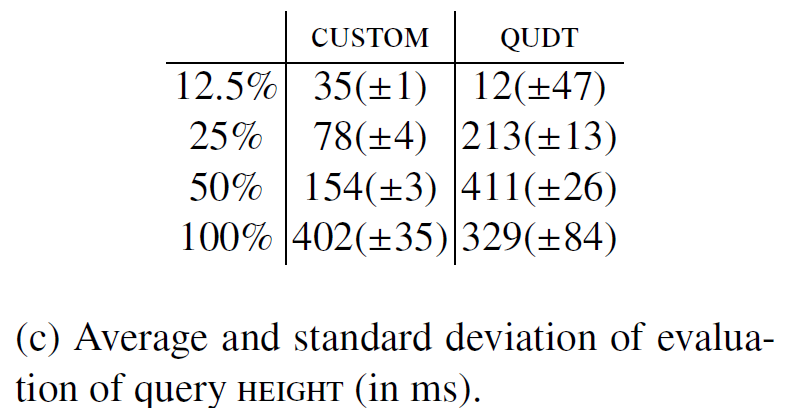 CUSTOM QUDT
12.5% 35(±1) 12(±47)
25% 78(±4) 213(±13)
50% 154(±3) 411(±26)
100% 402(±35) 329(±84)
(c) Average and standard deviation of evalua-
tion of query HEIGHT (in ms).